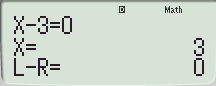 D Math
X-3=0
X= 3
L-R= 0